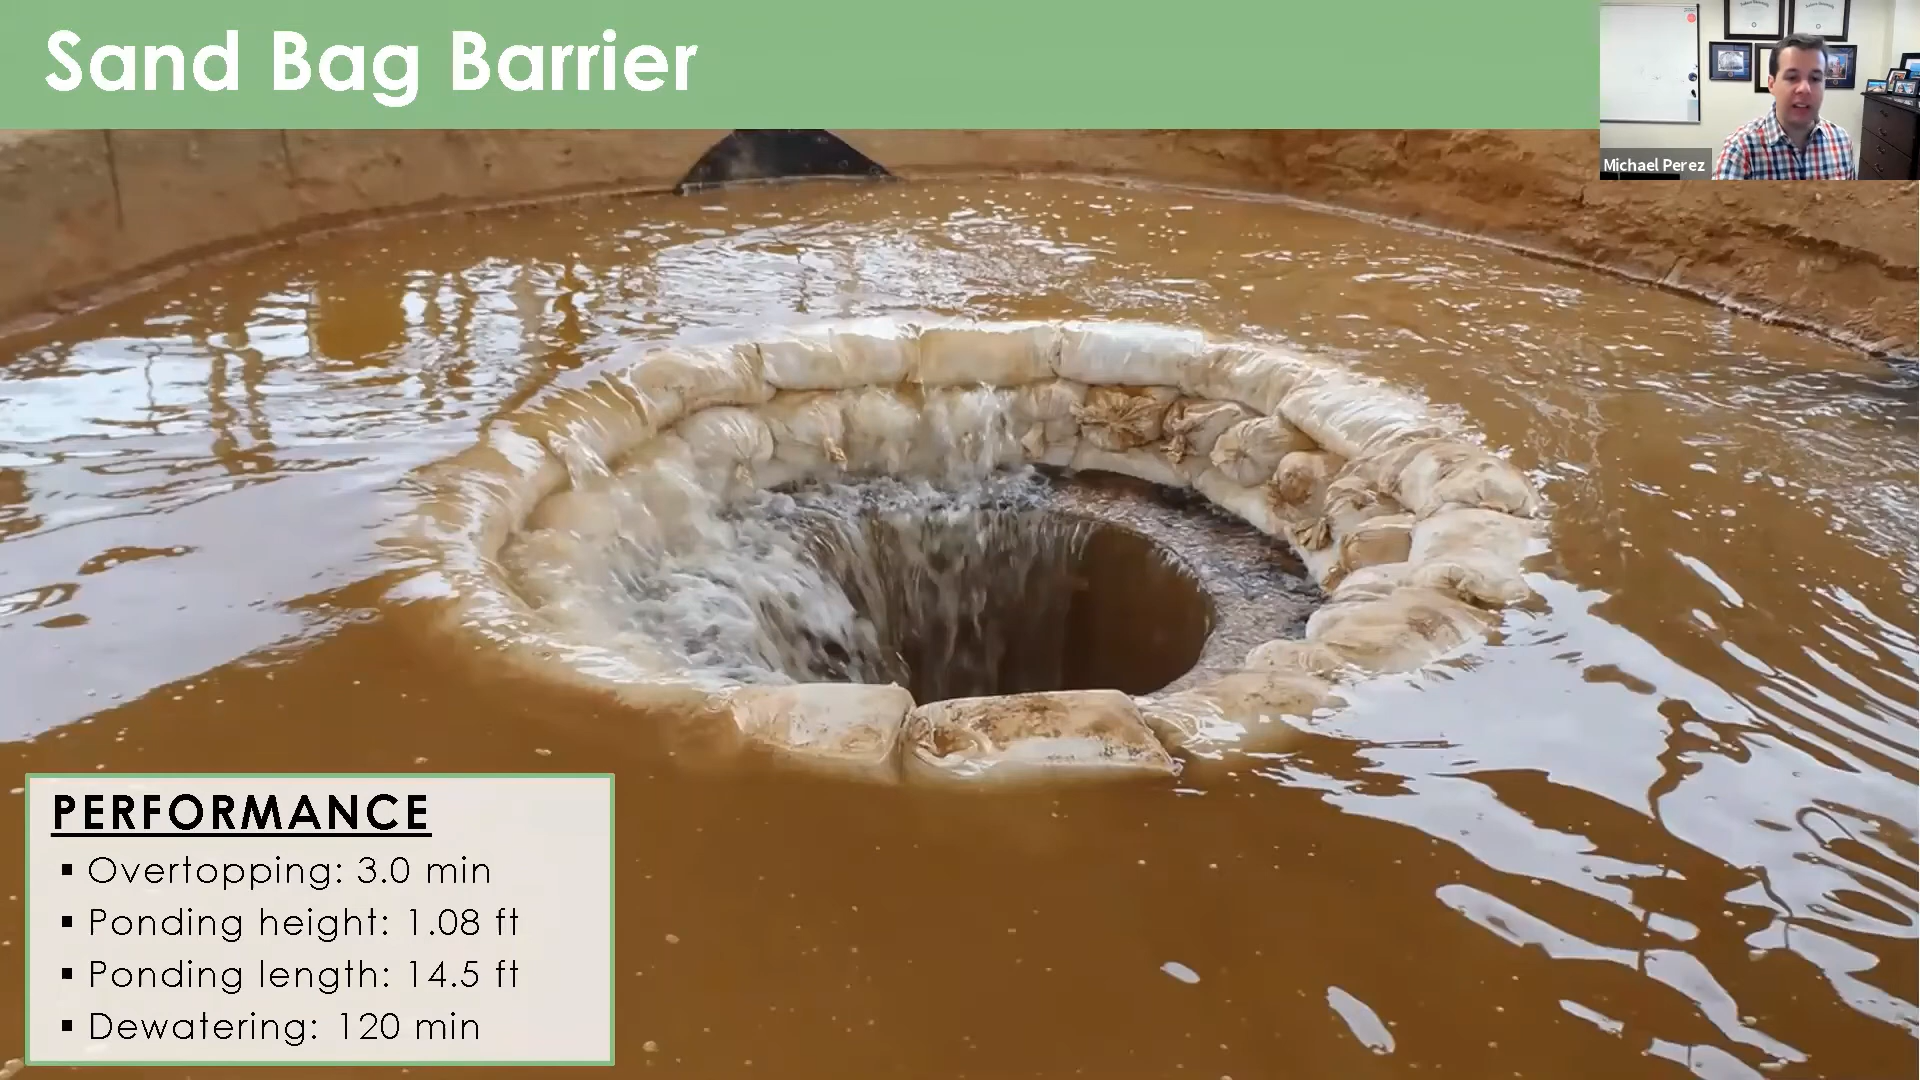 Sand Bag Barrier
Michael Perez
PERFORMANCE
▪ Overtopping: 3.0 min
▪ Ponding height: 1.08 ft
▪ Ponding length: 14.5 ft
▪ Dewatering: 120 min